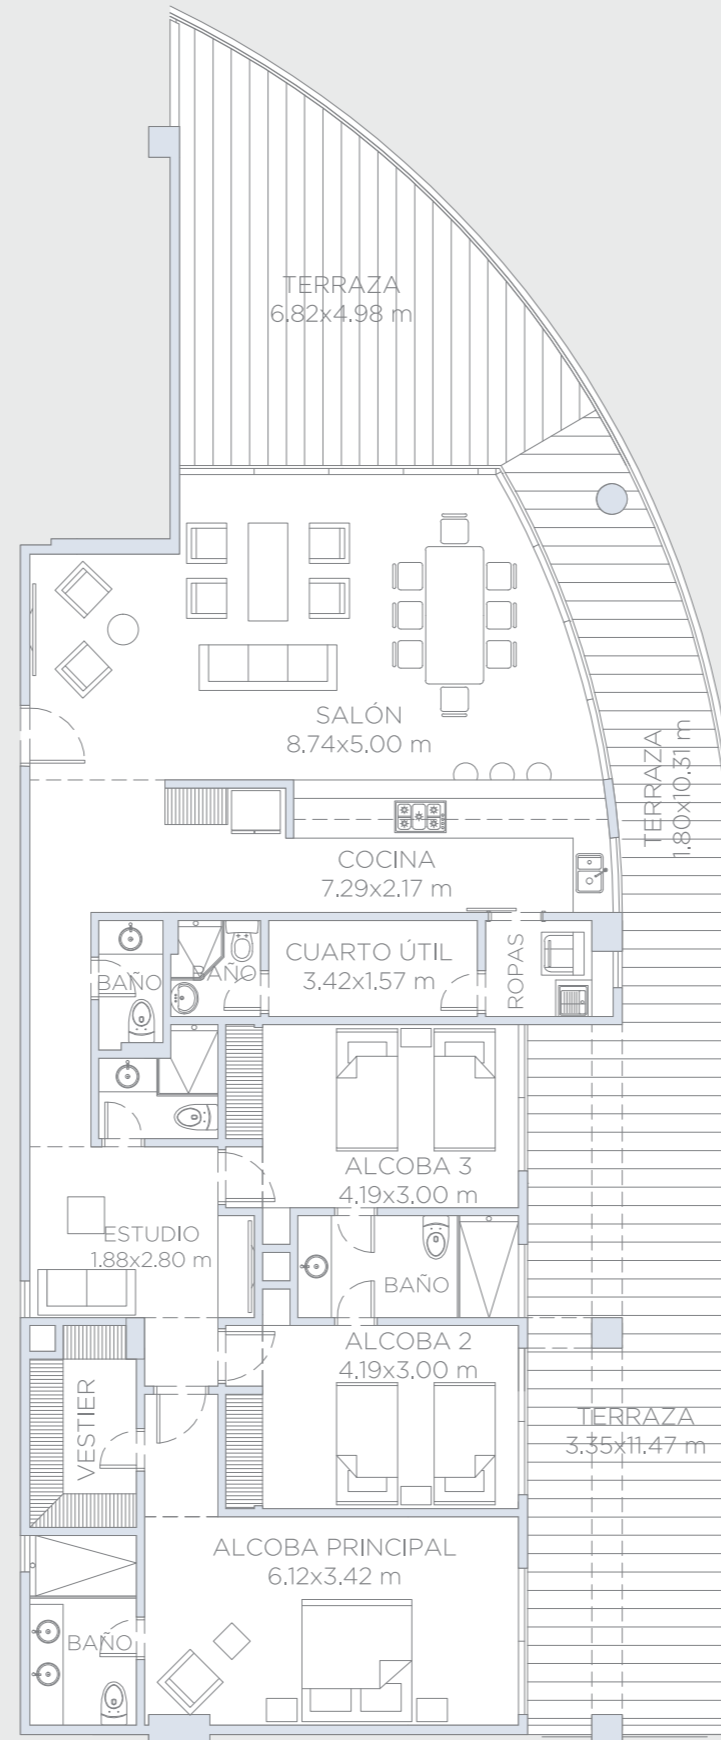 TERRAZA
6.82x4.98 m
SALÓN
8.74x5.00 m
TERRAZA
1.80x10.31 m
COCINA
7.29x2.17 m
BAÑO
BAÑO
CUARTO ÚTIL
3.42x1.57 m
ROPAS
ALCOBA 3
4.19x3.00 m
ESTUDIO
1.88x2.80 m
BAÑO
ALCOBA 2
4.19x3.00 m
VESTIER
TERRAZA
3.35x11.47 m
ALCOBA PRINCIPAL
6.12x3.42 m
BAÑO